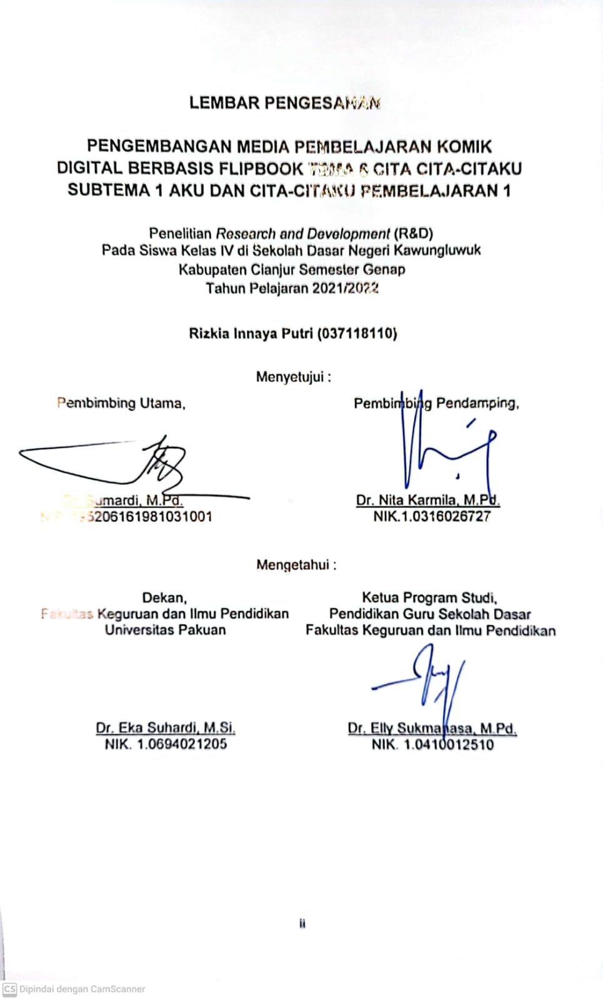 LEMBAR PENGESAHAN
PENGEMBANGAN MEDIA PEMBELAJARAN KOMIK
DIGITAL BERBASIS FLIPBOOK TEMA 6 CITA CITA-CITAKU
SUBTEMA 1 AKU DAN CITA-CITAKU PEMBELAJARAN 1
Penelitian Research and Development (R&D)
Pada Siswa Kelas IV di Sekolah Dasar Negeri Kawungluwuk
Kabupaten Cianjur Semester Genap
Tahun Pelajaran 2021/2022
Rizkia Innaya Putri (037118110)
Menyetujui :
Pembimbing Utama,
Pembimbing Pendamping,
Dr. Sumardi, M.Pd.
Dr. Nita Karmila, M.Pd.
195206161981031001
NIK.1.0316026727
Mengetahui :
Dekan,
Fakultas Keguruan dan Ilmu Pendidikan
Universitas Pakuan
Ketua Program Studi,
Pendidikan Guru Sekolah Dasar
Fakultas Keguruan dan Ilmu Pendidikan
Dr. Eka Suhardi, M.Si.
NIK. 1.0694021205
Dr. Elly Sukmanasa, M.Pd.
NIK. 1.0410012510
ii
CS Dipindai dengan CamScanner